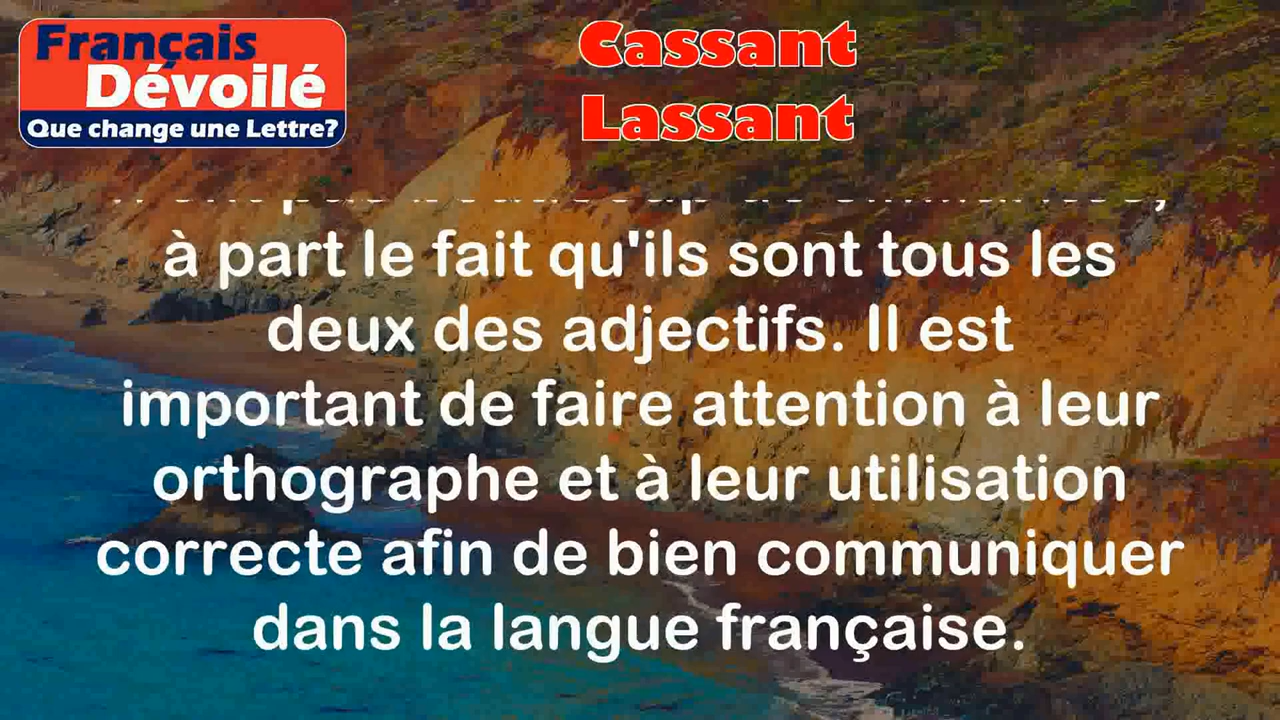 Français
Dévoilé
Que change une Lettre?
Cassant
Lassant
à part le fait qu'ils sont tous les
deux des adjectifs. Il est
important de faire attention à leur
orthographe et à leur utilisation
correcte afin de bien communiquer
dans la langue française.